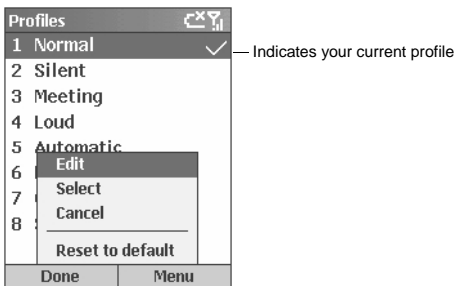 Profiles
1 Normal
Indicates your current profile
2 Silent
3 Meeting
4 Loud
5 Automatic
6
7
8
Edit
Select
Cancel
Reset to default
Done Menu